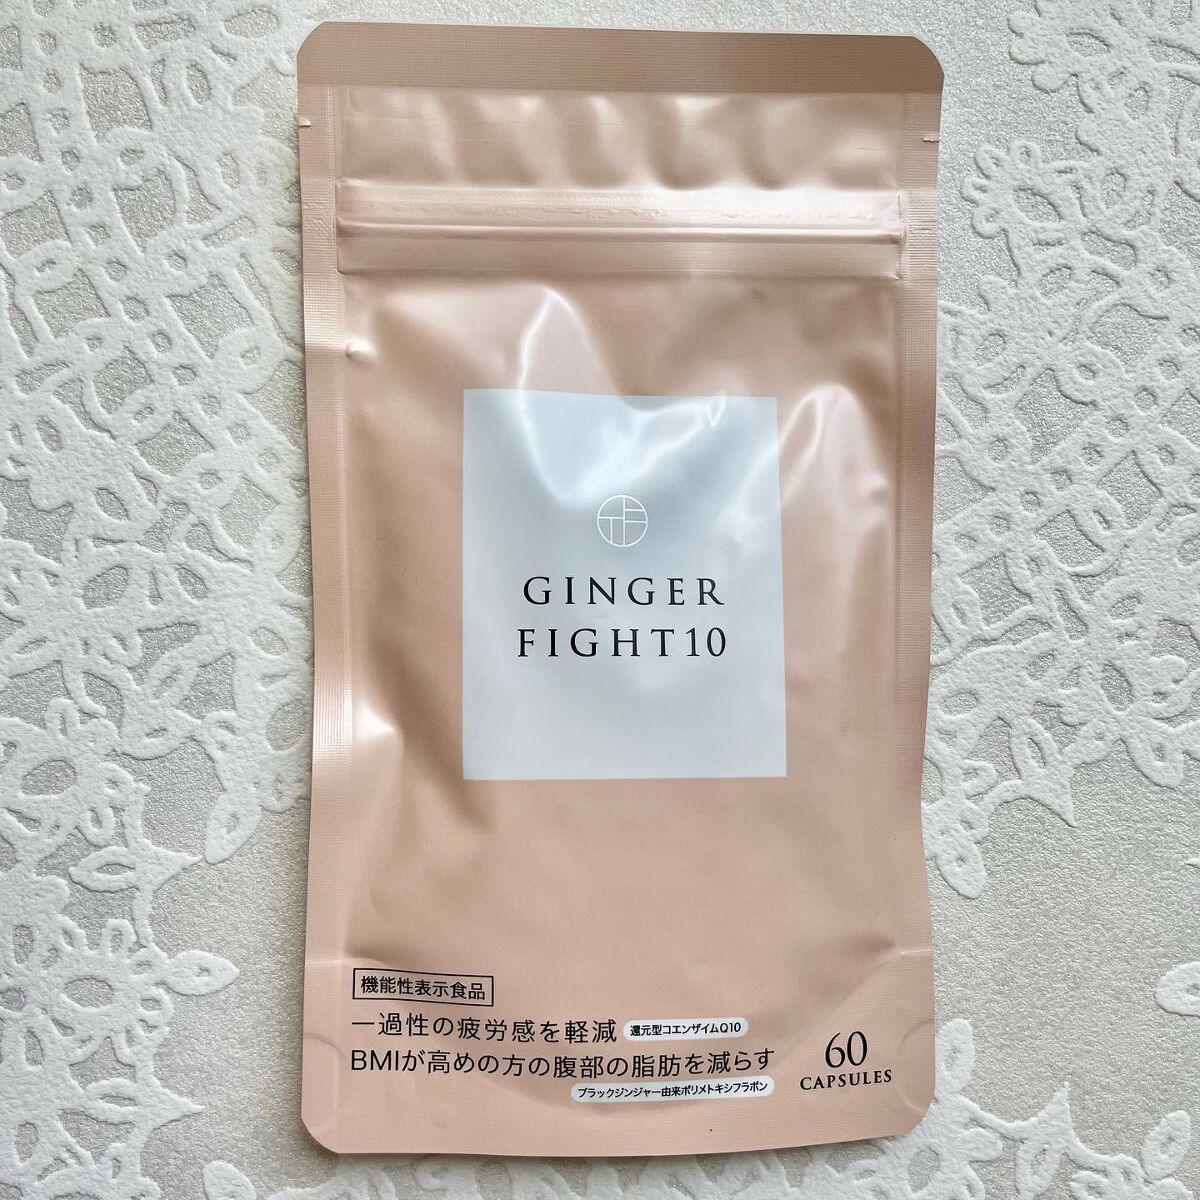 GINGER
FIGHT10
機能性表示食品
一過性の疲労感を軽減 還元型コエンザイムQ10
BMIが高めの方の腹部の脂肪を減らす
ブラックジンジャー由来ポリメトキシフラボン
60
CAPSULES